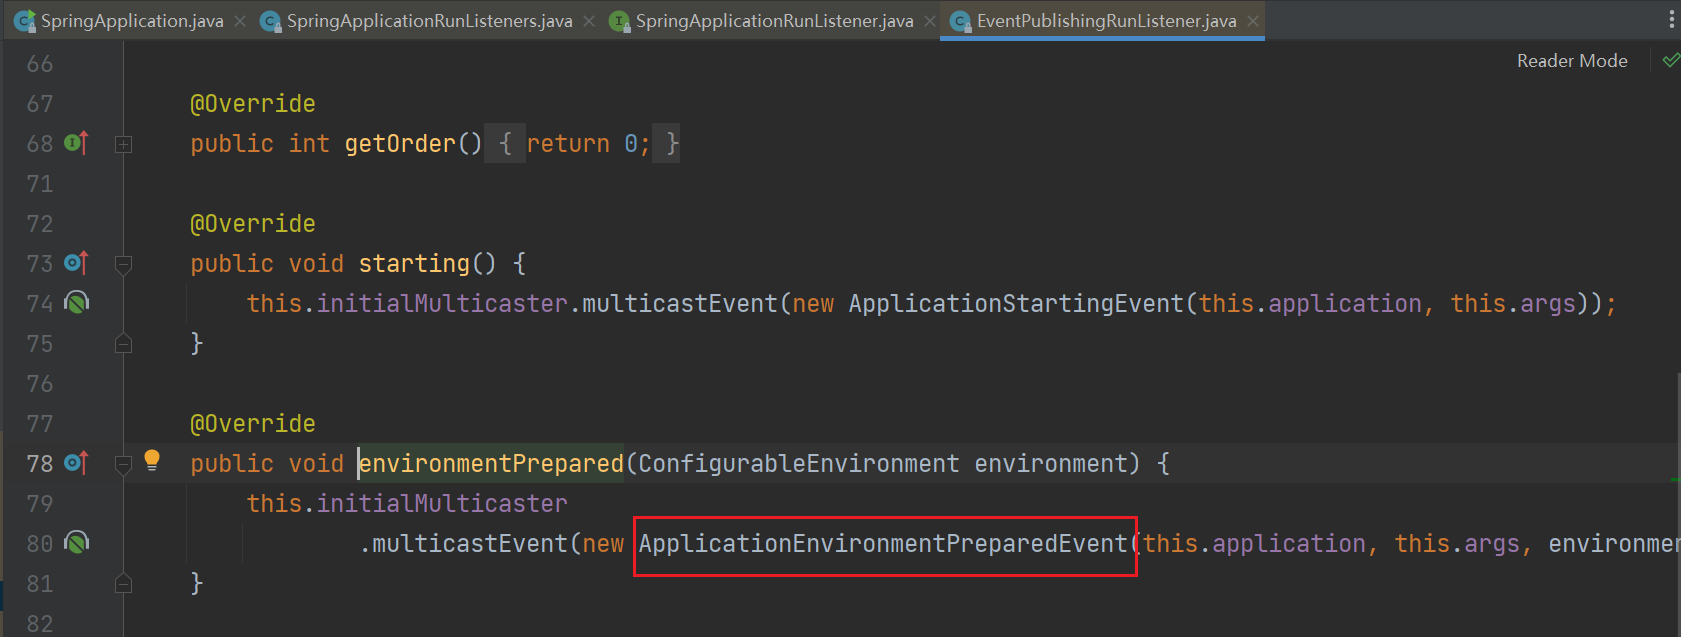 SpringApplication.java SpringApplicationRunListeners.java SpringApplicationRunListener.java EventPublishingRunListener.java
Reader Mode
66
67 @Override
68 public int getOrder() { return 0; }
71
72 @Override
73 public void starting() {
74 this.initialMulticaster.multicastEvent(new ApplicationStartingEvent(this.application, this.args));
75 }
76
77 @Override
78 public void environmentPrepared(ConfigurableEnvironment environment) {
79 this.initialMulticaster
80 .multicastEvent(new ApplicationEnvironmentPreparedEvent(this.application, this.args, environmen
81 }
82